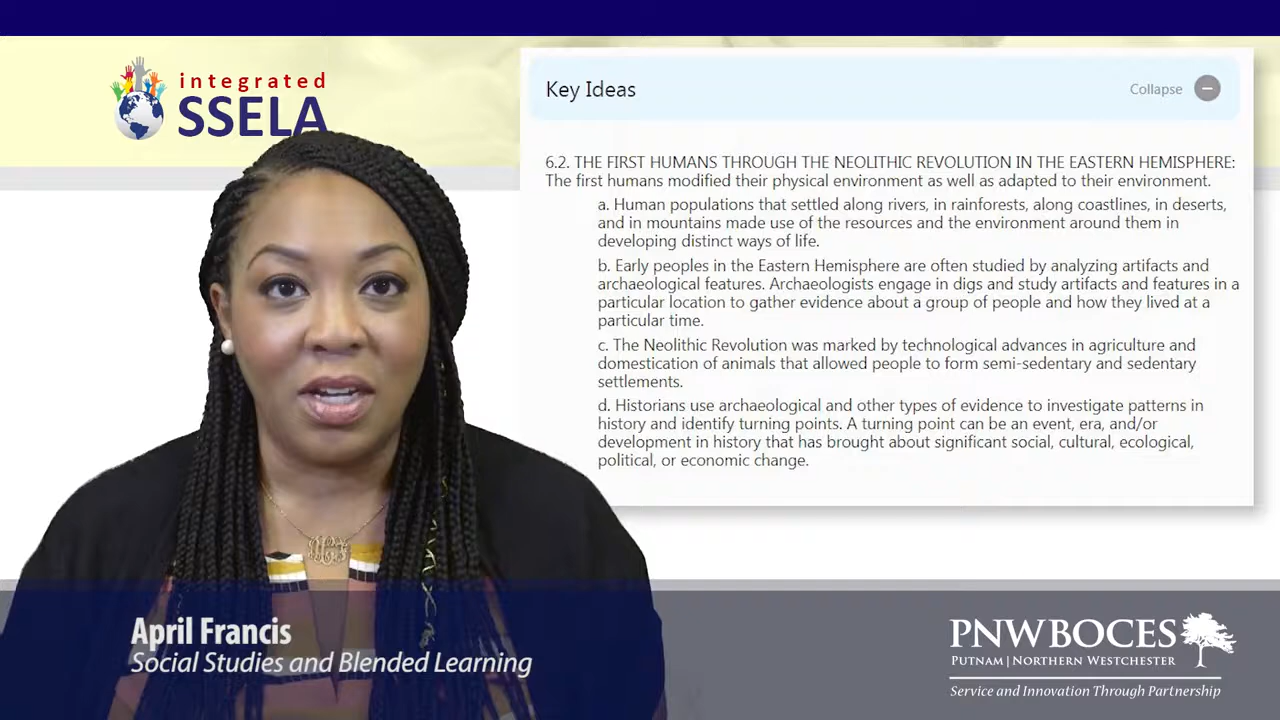 integrated
SSELA
Key Ideas
Collapse
6.2. THE FIRST HUMANS THROUGH THE NEOLITHIC REVOLUTION IN THE EASTERN HEMISPHERE:
The first humans modified their physical environment as well as adapted to their environment.
a. Human populations that settled along rivers, in rainforests, along coastlines, in deserts,
and in mountains made use of the resources and the environment around them in
developing distinct ways of life.
b. Early peoples in the Eastern Hemisphere are often studied by analyzing artifacts and
archaeological features. Archaeologists engage in digs and study artifacts and features in a
particular location to gather evidence about a group of people and how they lived at a
particular time.
c. The Neolithic Revolution was marked by technological advances in agriculture and
domestication of animals that allowed people to form semi-sedentary and sedentary
settlements.
d. Historians use archaeological and other types of evidence to investigate patterns in
history and identify turning points. A turning point can be an event, era, and/or
development in history that has brought about significant social, cultural, ecological,
political, or economic change.
April Francis
Social Studies and Blended Learning
PNWBOCES
PUTNAM | NORTHERN WESTCHESTER
Service and Innovation Through Partnership